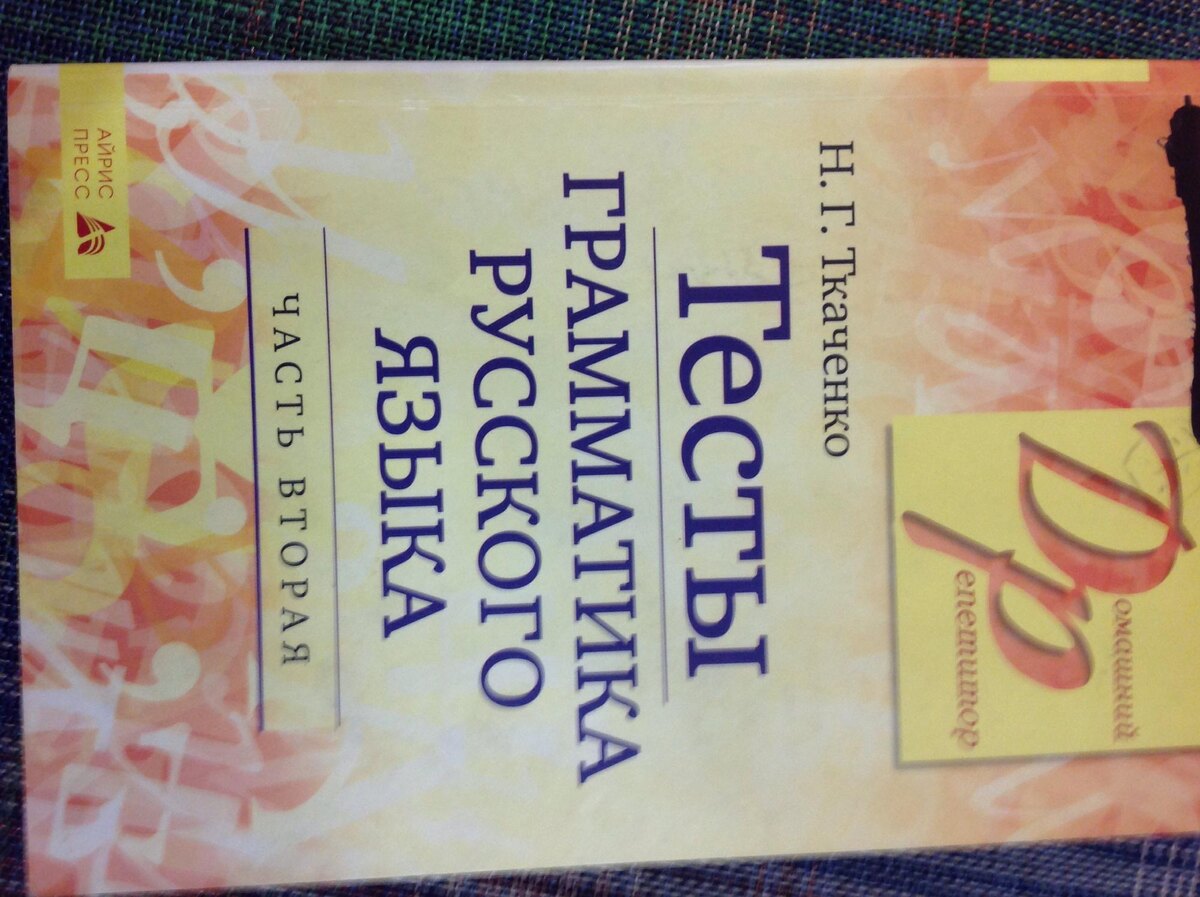 Домашний
Репетитор
Н. Г. Ткаченко
Тесты
ГРАММАТИКА
РУССКОГО
ЯЗЫКА
ЧАСТЬ ВТОРАЯ
АЙРИС
ПРЕСС